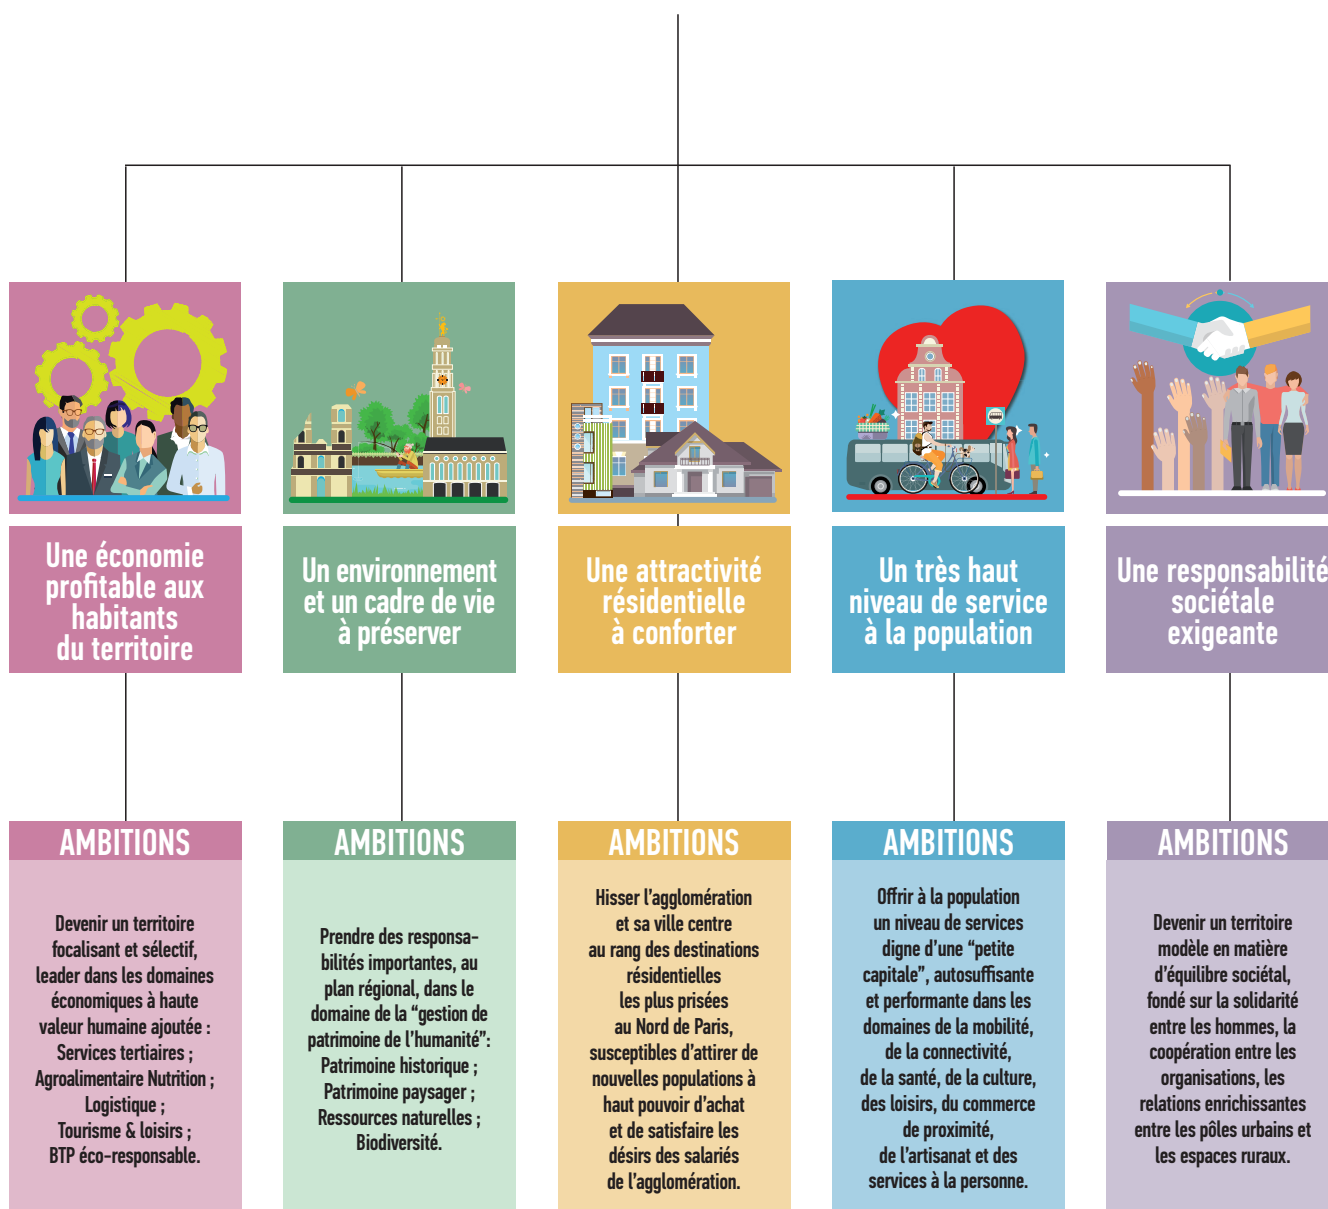 Une économie
profitable aux
habitants
du territoire
Un environnement
et un cadre de vie
à préserver
Une attractivité
résidentielle
à conforter
Un très haut
niveau de service
à la population
Une responsabilité
sociétale
exigeante
AMBITIONS
Devenir un territoire
focalisant et sélectif,
leader dans les domaines
économiques à haute
valeur humaine ajoutée :
Services tertiaires ;
Agroalimentaire Nutrition ;
Logistique ;
Tourisme & loisirs ;
BTP éco-responsable.
AMBITIONS
Prendre des responsa-
bilités importantes, au
plan régional, dans le
domaine de la “gestion de
patrimoine de l’humanité”:
Patrimoine historique ;
Patrimoine paysager ;
Ressources naturelles ;
Biodiversité.
AMBITIONS
Hisser l’agglomération
et sa ville centre
au rang des destinations
résidentielles
les plus prisées
au Nord de Paris,
susceptibles d’attirer de
nouvelles populations à
haut pouvoir d’achat
et de satisfaire les
désirs des salariés
de l’agglomération.
AMBITIONS
Offrir à la population
un niveau de services
digne d’une “petite
capitale”, autosuffisante
et performante dans les
domaines de la mobilité,
de la connectivité,
de la santé, de la culture,
des loisirs, du commerce
de proximité,
de l’artisanat et des
services à la personne.
AMBITIONS
Devenir un territoire
modèle en matière
d’équilibre sociétal,
fondé sur la solidarité
entre les hommes, la
coopération entre les
organisations, les
relations enrichissantes
entre les pôles urbains et
les espaces ruraux.